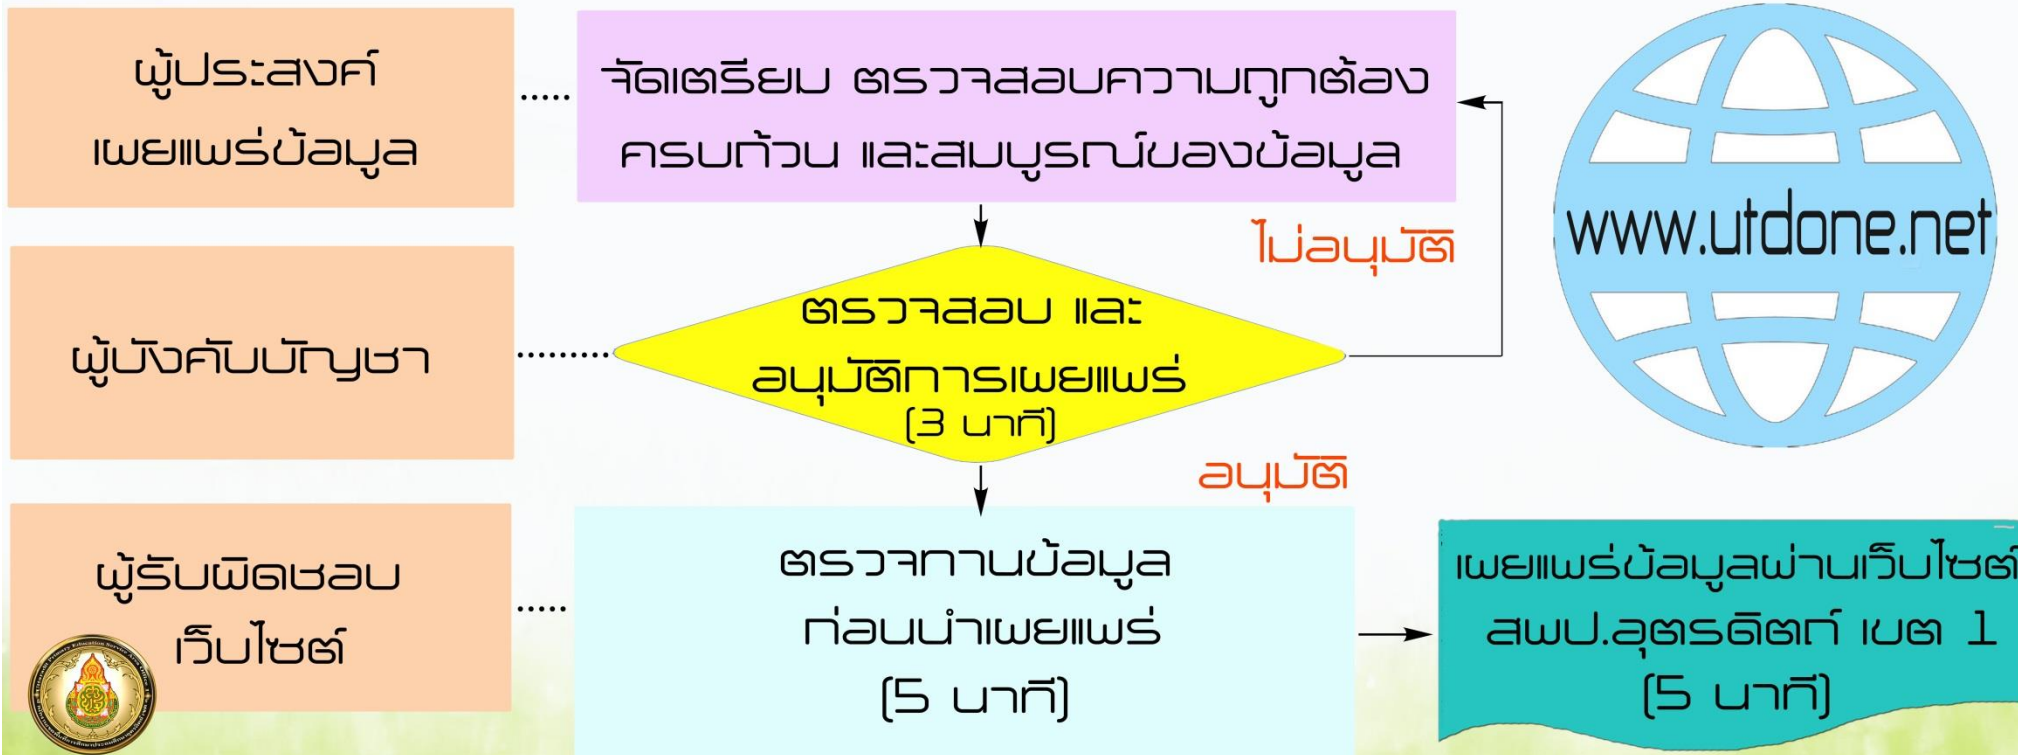 ผู้ประสงค์
เผยแพร่ข้อมูล
จัดเตรียม ตรวจสอบความถูกต้อง
ครบถ้วน และสมบูรณ์ของข้อมูล
www.utdone.net
ไม่อนุมัติ
ผู้บังคับบัญชา
ตรวจสอบ และ
อนุมัติการเผยแพร่
(3 นาที)
อนุมัติ
ผู้รับผิดชอบ
เว็บไซต์
ตรวจทานข้อมูล
ก่อนนำเผยแพร่
(5 นาที)
เผยแพร่ข้อมูลผ่านเว็บไซต์
สพป.อุตรดิตถ์ เขต 1
(5 นาที)